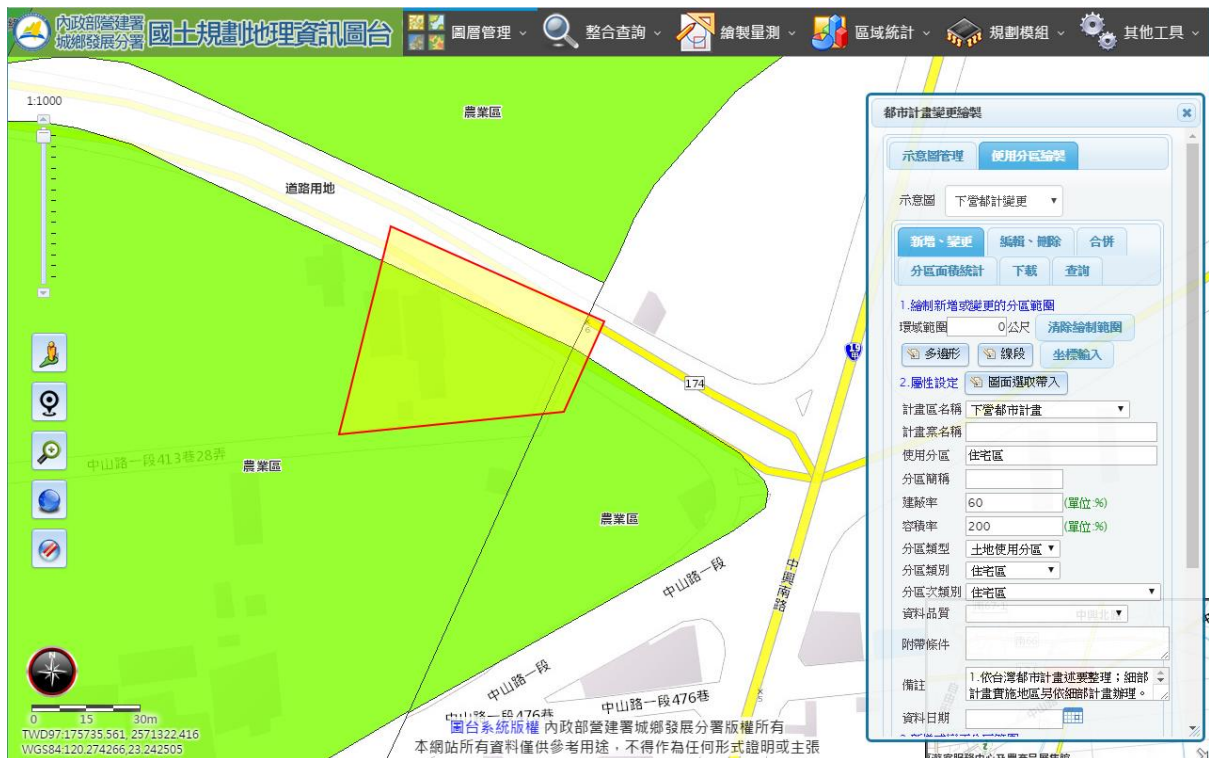 內政部營建署
城鄉發展分署
國土規劃地理資訊圖台
圖層管理
整合查詢
繪製量測
區域統計
規劃模組
其他工具
1:1000
農業區
道路用地
174
19甲
中山路一段413巷28弄
農業區
農業區
中山路一段
中興南路
中山路一段
中山路一段476巷
中山路一段476巷
0 15 30m
TWD97:175735.561, 2571322.416
WGS84:120.274266,23.242505
圖台系統版權 內政部營建署城鄉發展分署版權所有
本網站所有資料僅供參考用途，不得作為任何形式證明或主張
都市計畫變更繪製
示意圖管理
使用分區繪製
示意圖 下營都計變更
新增、變更
編輯、刪除
合併
分區面積統計
下載
查詢
1.繪制新增或變更的分區範圍
環域範圍 0 公尺 清除繪制範圍
多邊形 線段 坐標輸入
2.屬性設定 圖面選取帶入
計畫區名稱 下營都市計畫
計畫案名稱
使用分區 住宅區
分區簡稱
建蔽率 60 (單位:%)
容積率 200 (單位:%)
分區類型 土地使用分區
分區類別 住宅區
分區次類別 住宅區
資料品質
附帶條件
備註 1.依台灣都市計畫述要整理；細部
計畫實施地區另依細部計畫辦理。
資料日期